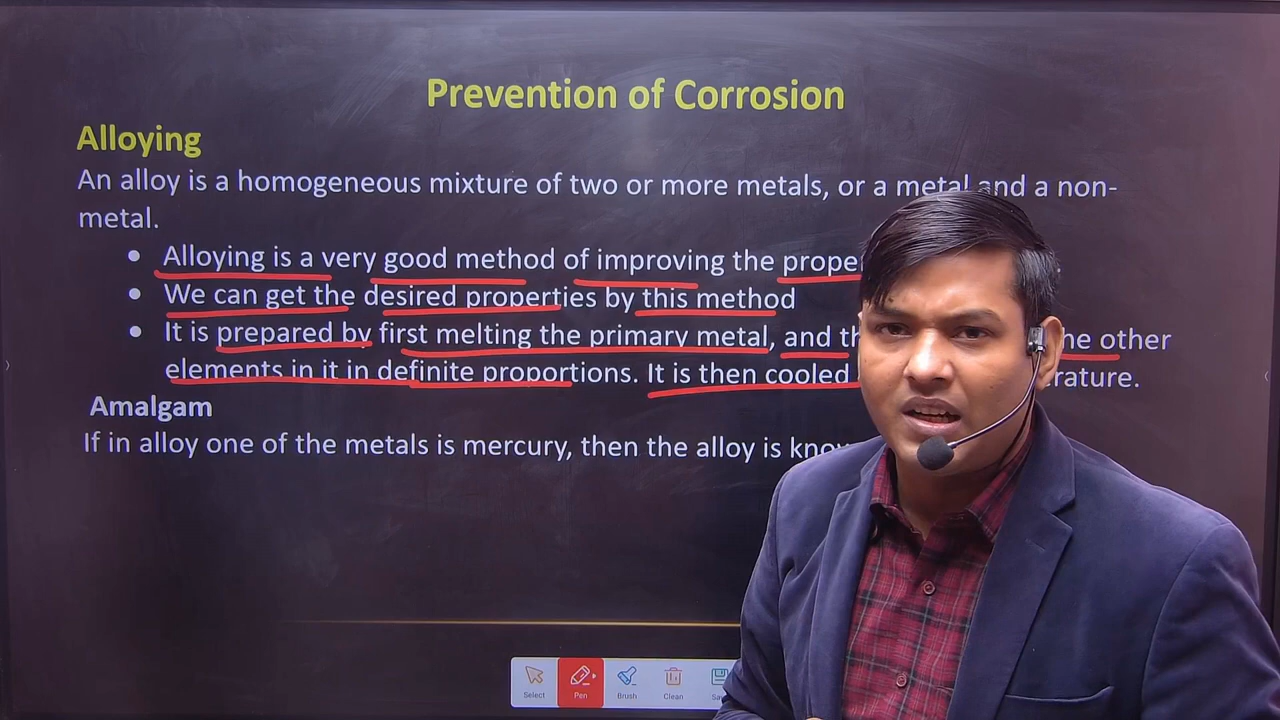 Prevention of Corrosion
Alloying
An alloy is a homogeneous mixture of two or more metals, or a metal and a non-
metal.
• Alloying is a very good method of improving the
• We can get the desired properties by this method
• It is prepared by first melting the primary metal, and other
elements in it in definite proportions. It is then cooled
Amalgam
If in alloy one of the metals is mercury, then the alloy is
Select
Pen
Brush
Clean